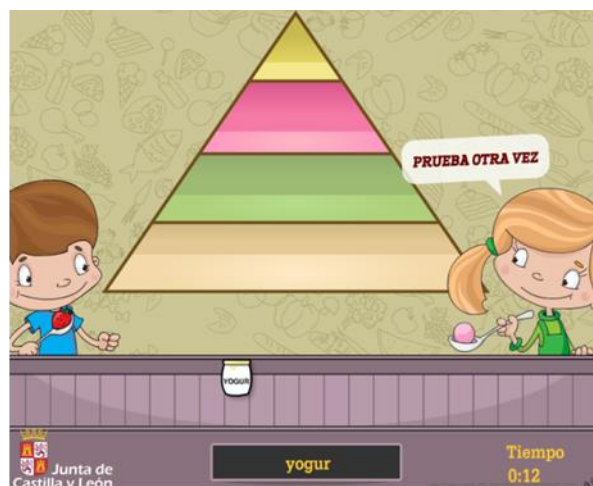 PRUEBA OTRA VEZ
YOGUR
yogur
Tiempo
0:12
Junta de
Castilla y León